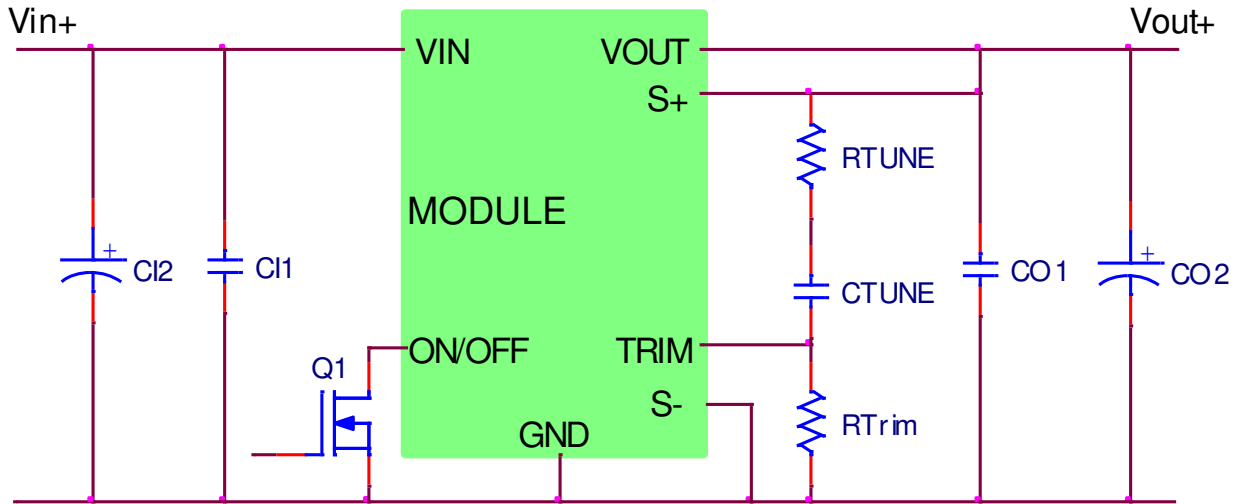 Vin+
Vout+
VIN
VOUT
S+
RTUNE
MODULE
+
CI2
CI1
CTUNE
CO1
+
CO2
ON/OFF
TRIM
Q1
S-
RTrim
GND